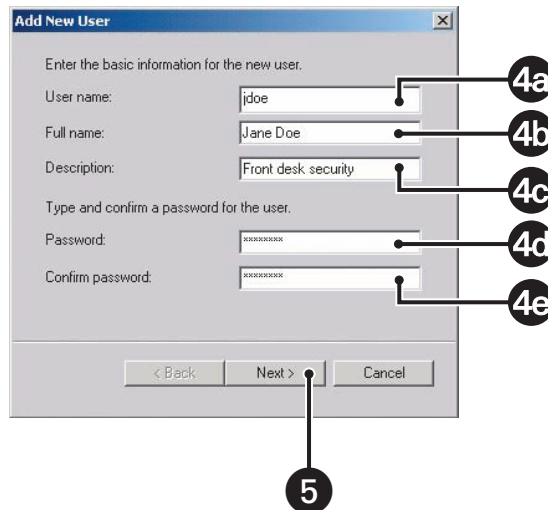 Add New User
Enter the basic information for the new user.
User name: jdoe 4a
Full name: Jane Doe 4b
Description: Front desk security 4c
Type and confirm a password for the user.
Password: xxxxxxxx 4d
Confirm password: xxxxxxxx 4e
< Back Next > Cancel
5